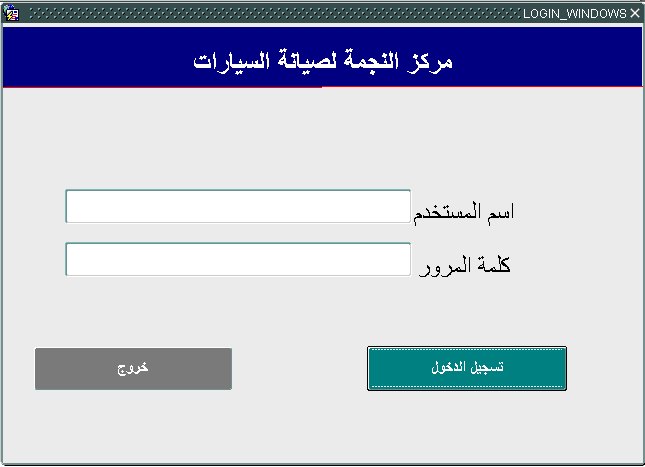 LOGIN_WINDOWS
مركز النجمة لصيانة السيارات
اسم المستخدم
كلمة المرور
تسجيل الدخول
خروج